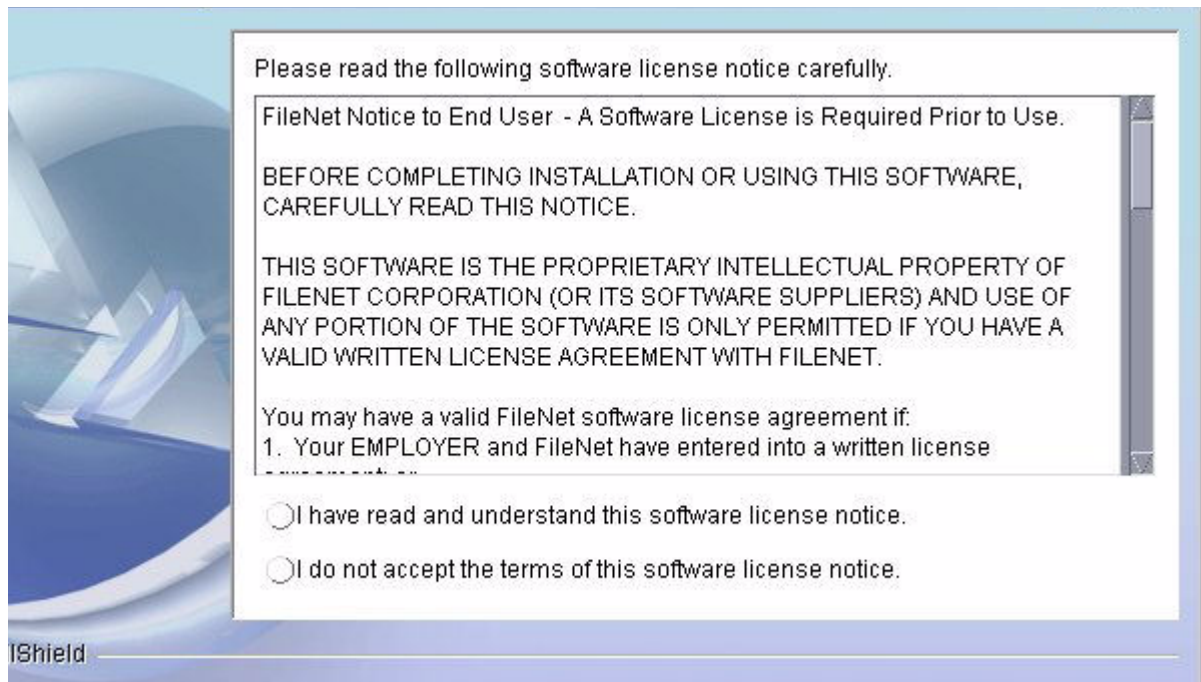 Please read the following software license notice carefully.
FileNet Notice to End User - A Software License is Required Prior to Use.
BEFORE COMPLETING INSTALLATION OR USING THIS SOFTWARE,
CAREFULLY READ THIS NOTICE.
THIS SOFTWARE IS THE PROPRIETARY INTELLECTUAL PROPERTY OF
FILENET CORPORATION (OR ITS SOFTWARE SUPPLIERS) AND USE OF
ANY PORTION OF THE SOFTWARE IS ONLY PERMITTED IF YOU HAVE A
VALID WRITTEN LICENSE AGREEMENT WITH FILENET.
You may have a valid FileNet software license agreement if:
1. Your EMPLOYER and FileNet have entered into a written license
I have read and understand this software license notice.
I do not accept the terms of this software license notice.
lShield